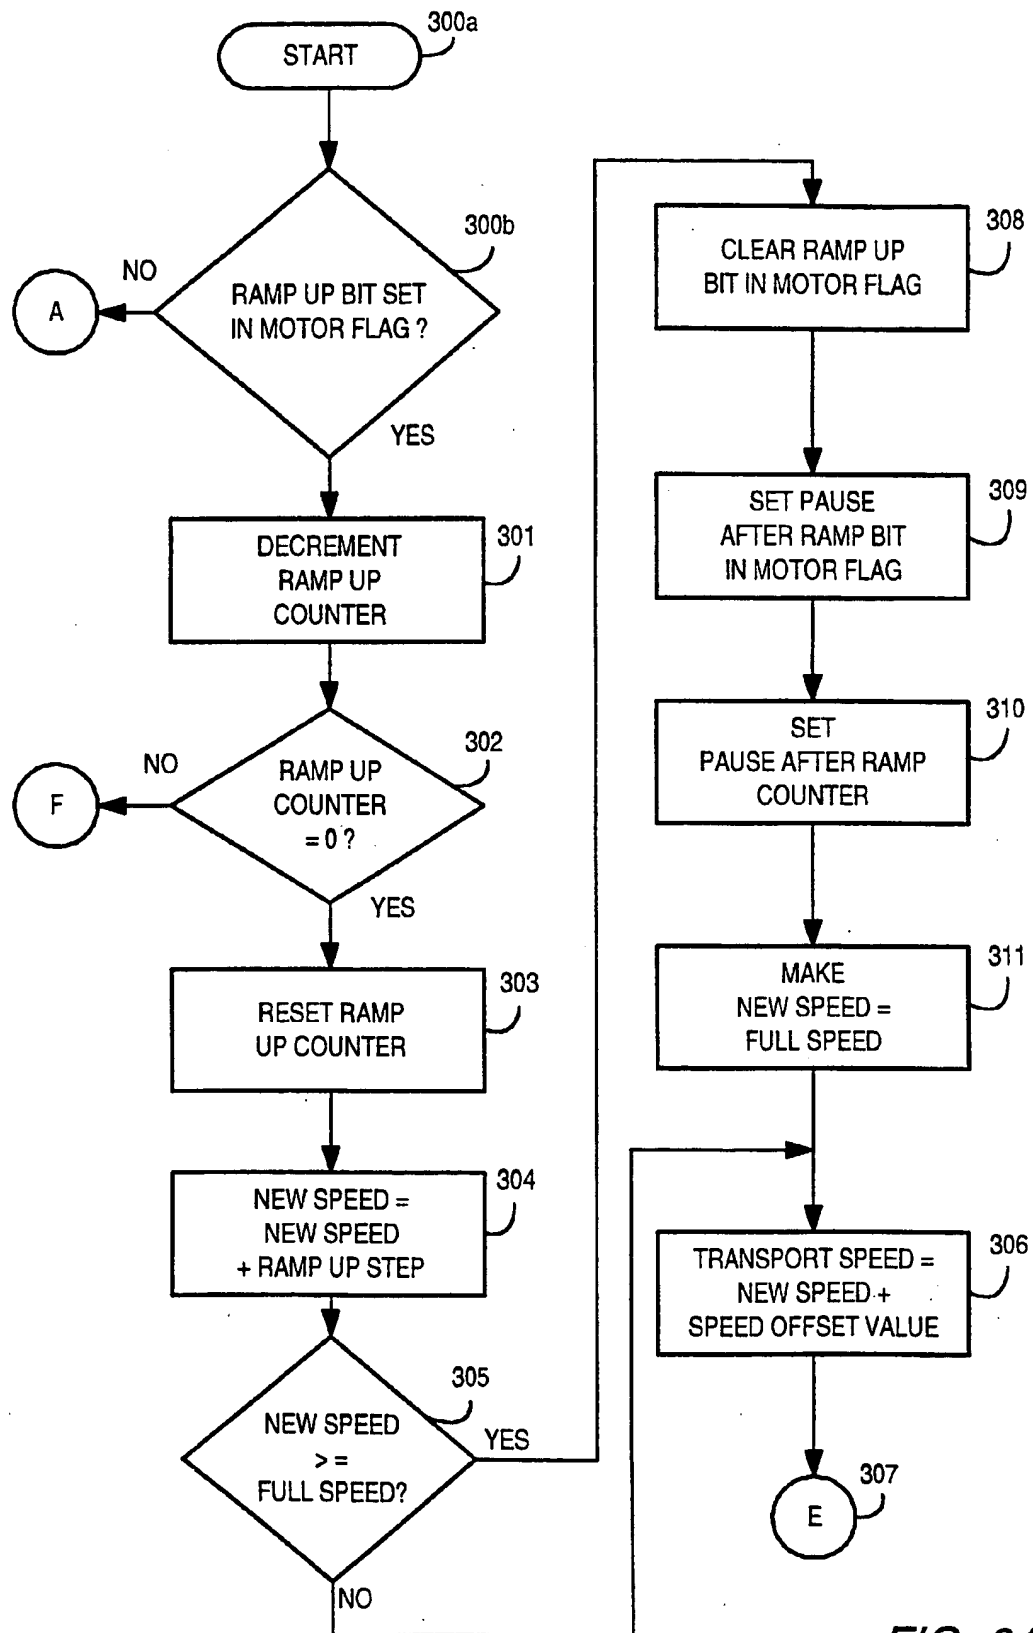 START
300a
RAMP UP BIT SET
IN MOTOR FLAG ?
300b
NO
A
YES
DECREMENT
RAMP UP
COUNTER
301
RAMP UP
COUNTER
= 0 ?
302
NO
F
YES
RESET RAMP
UP COUNTER
303
NEW SPEED =
NEW SPEED
+ RAMP UP STEP
304
NEW SPEED
> =
FULL SPEED?
305
YES
NO
CLEAR RAMP UP
BIT IN MOTOR FLAG
308
SET PAUSE
AFTER RAMP BIT
IN MOTOR FLAG
309
SET
PAUSE AFTER RAMP
COUNTER
310
MAKE
NEW SPEED =
FULL SPEED
311
TRANSPORT SPEED =
NEW SPEED +
SPEED OFFSET VALUE
306
E
307